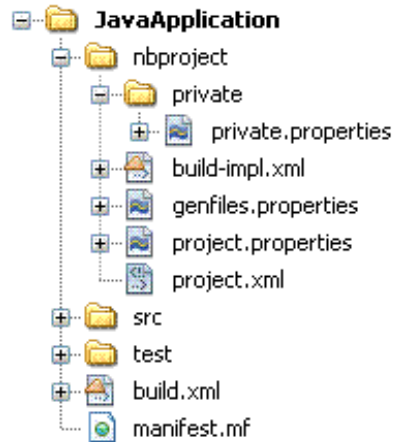 JavaApplication
nbproject
private
private.properties
build-impl.xml
genfiles.properties
project.properties
project.xml
src
test
build.xml
manifest.mf